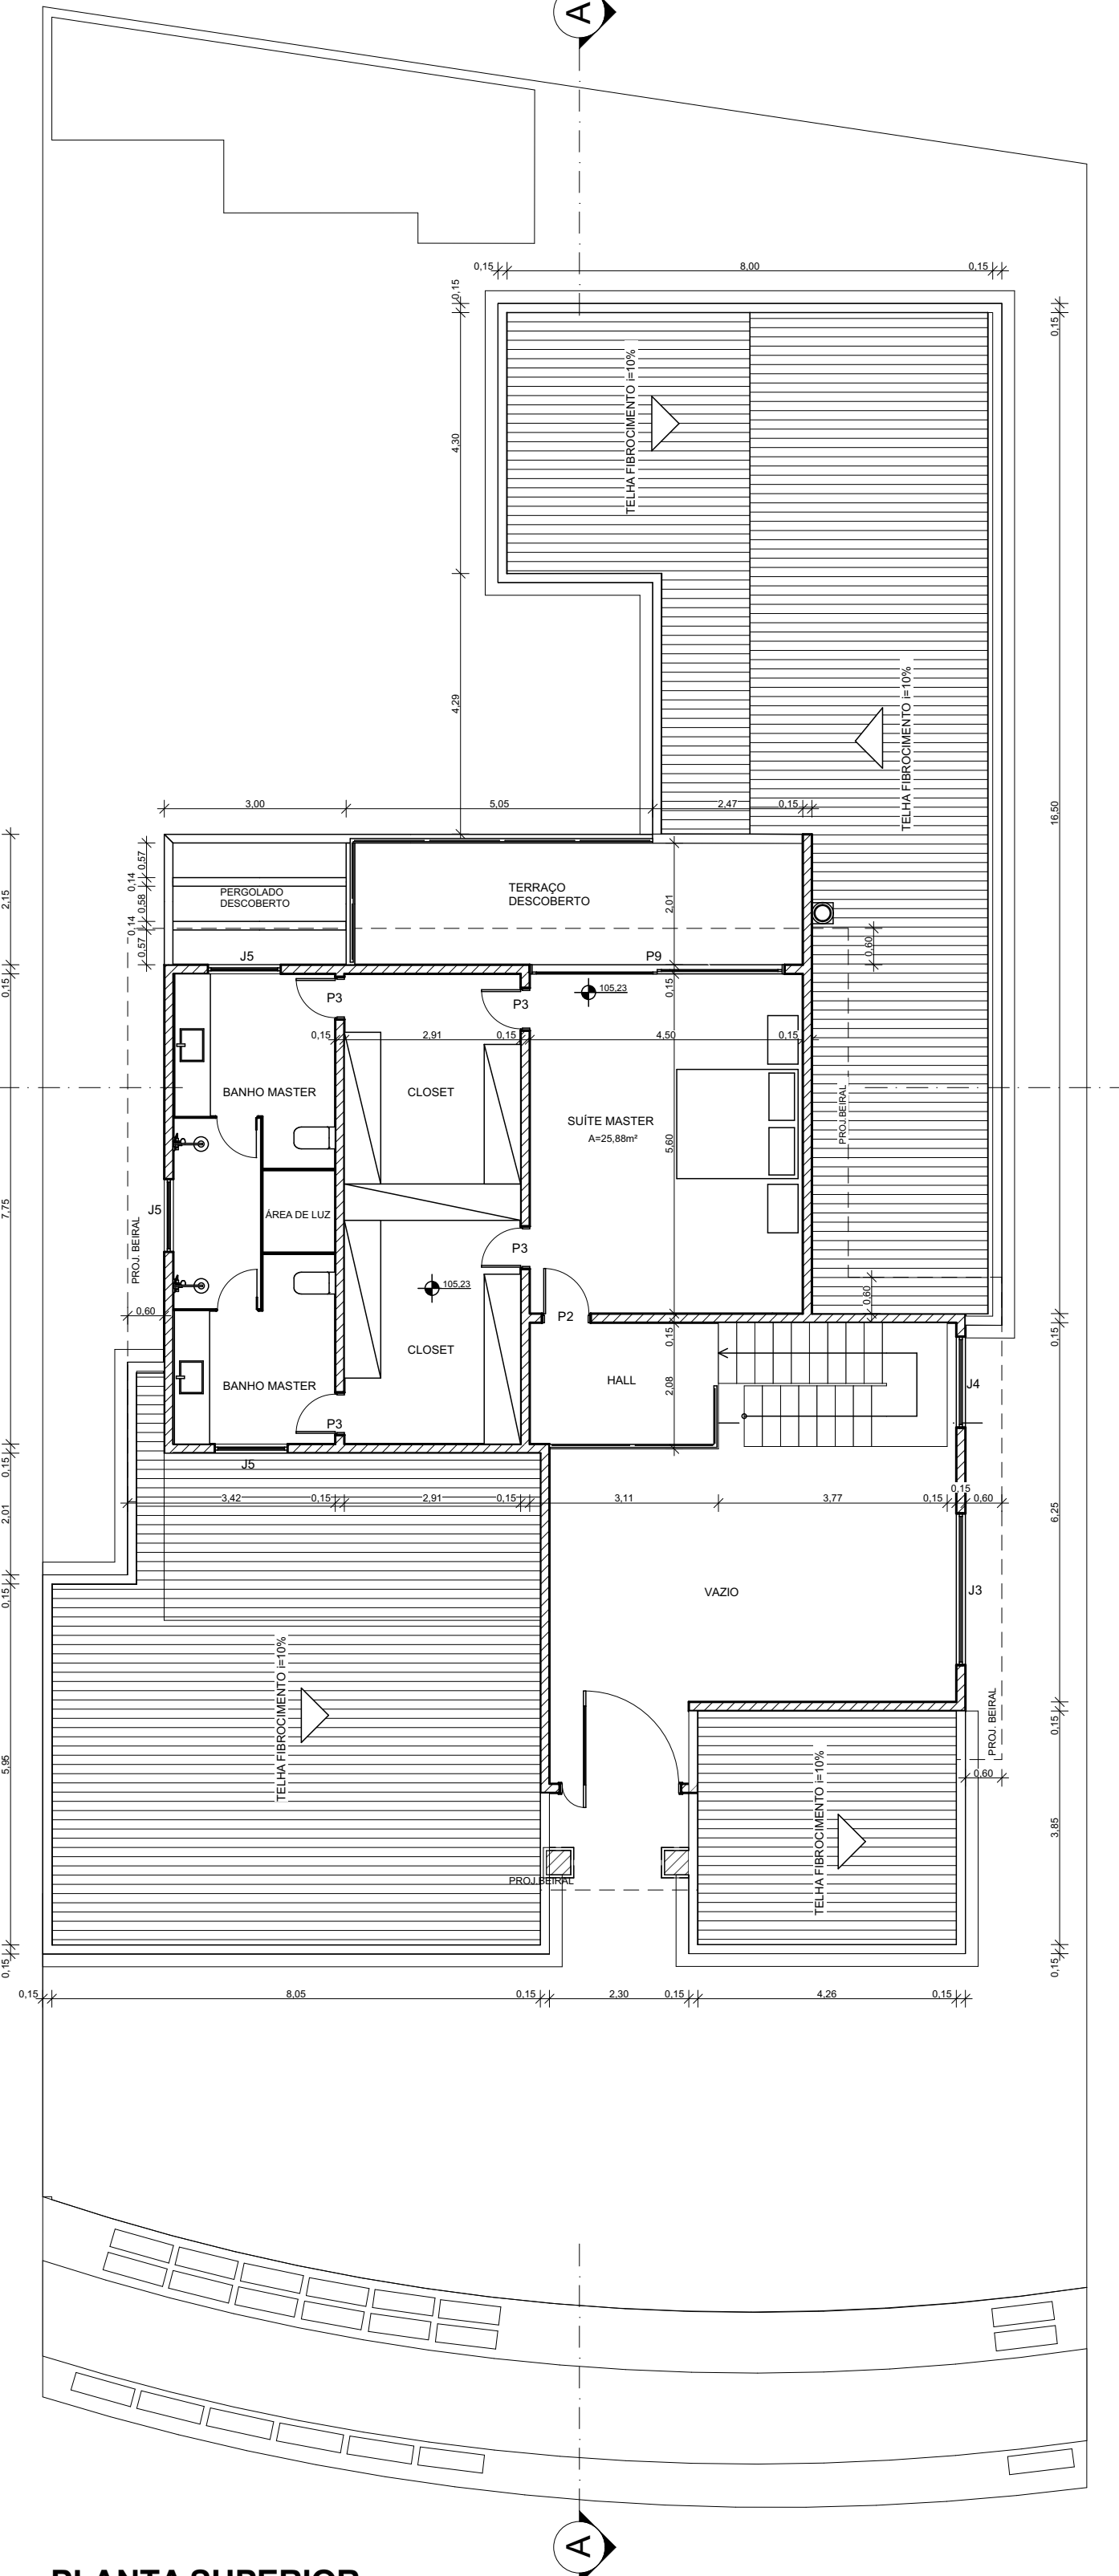 A
0,15
8,00
0,15
0,15
0,15
TELHA FIBROCIMENTO i=10%
4,30
TELHA FIBROCIMENTO i=10%
4,29
16,50
3,00
5,05
2,47
0,15
2,15
0,57
0,14
0,58
0,14
0,57
PERGOLADO
DESCOBERTO
TERRAÇO
DESCOBERTO
2,01
0,60
J5
P9
0,15
P3
P3
0,15
105,23
0,15
2,91
0,15
4,50
0,15
BANHO MASTER
CLOSET
SUÍTE MASTER
A=25,88m²
5,60
PROJ.BEIRAL
7,75
J5
ÁREA DE LUZ
PROJ. BEIRAL
P3
105,23
0,60
0,60
P2
0,15
0,15
BANHO MASTER
CLOSET
HALL
2,08
J4
P3
0,15
J5
3,42
0,15
2,91
0,15
3,11
3,77
0,15
0,15
0,60
2,01
6,25
0,15
VAZIO
J3
TELHA FIBROCIMENTO i=10%
PROJ. BEIRAL
0,15
5,95
TELHA FIBROCIMENTO i=10%
0,60
3,85
PROJ.BEIRAL
0,15
0,15
0,15
8,05
0,15
2,30
0,15
4,26
0,15
A
PLANTA SUPERIOR